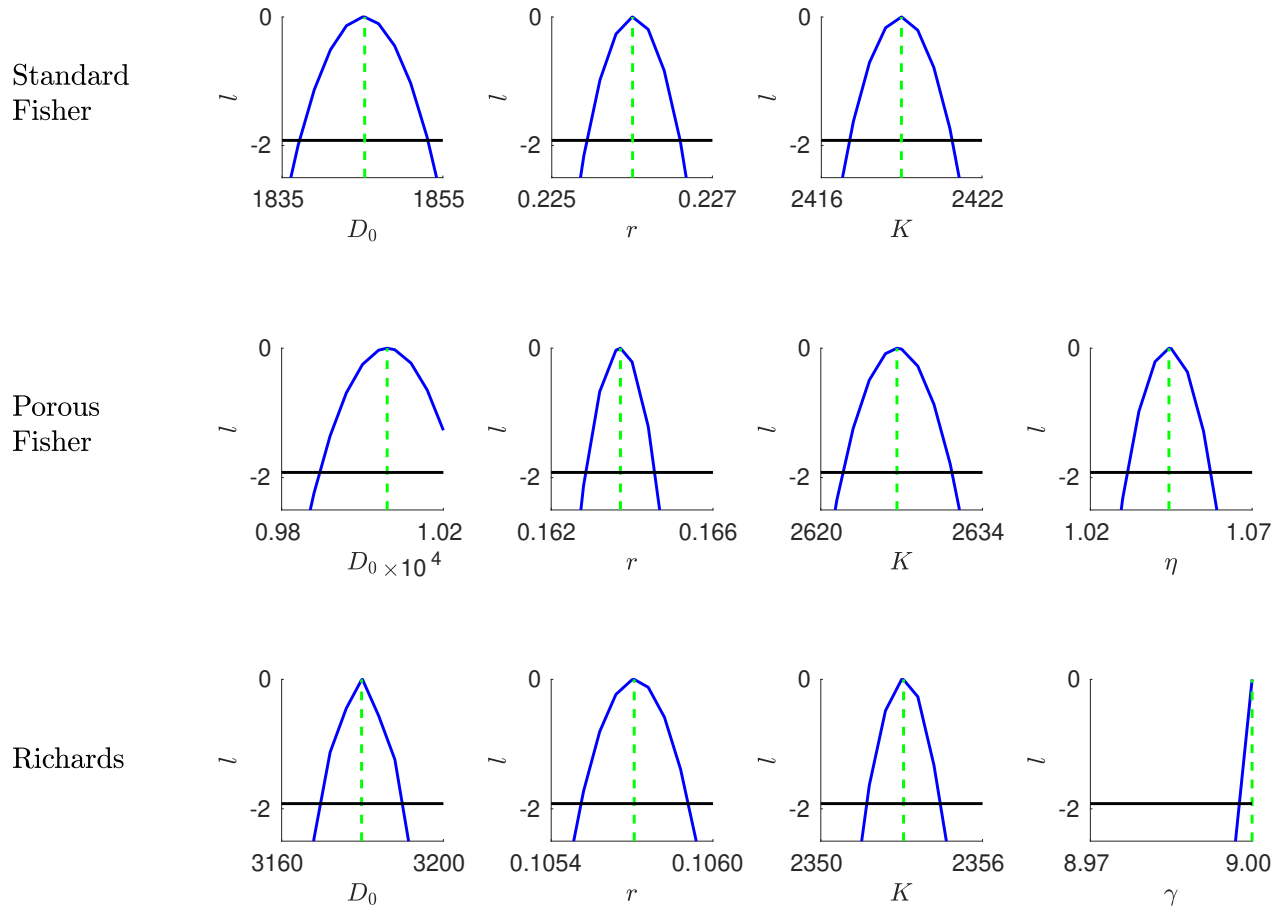 Standard
Fisher
l
0
-2
1835
1855
D₀
l
0
-2
0.225
0.227
r
l
0
-2
2416
2422
K
Porous
Fisher
l
0
-2
0.98
1.02
D₀ ×10⁴
l
0
-2
0.162
0.166
r
l
0
-2
2620
2634
K
l
0
-2
1.02
1.07
η
Richards
l
0
-2
3160
3200
D₀
l
0
-2
0.1054
0.1060
r
l
0
-2
2350
2356
K
l
0
-2
8.97
9.00
γ